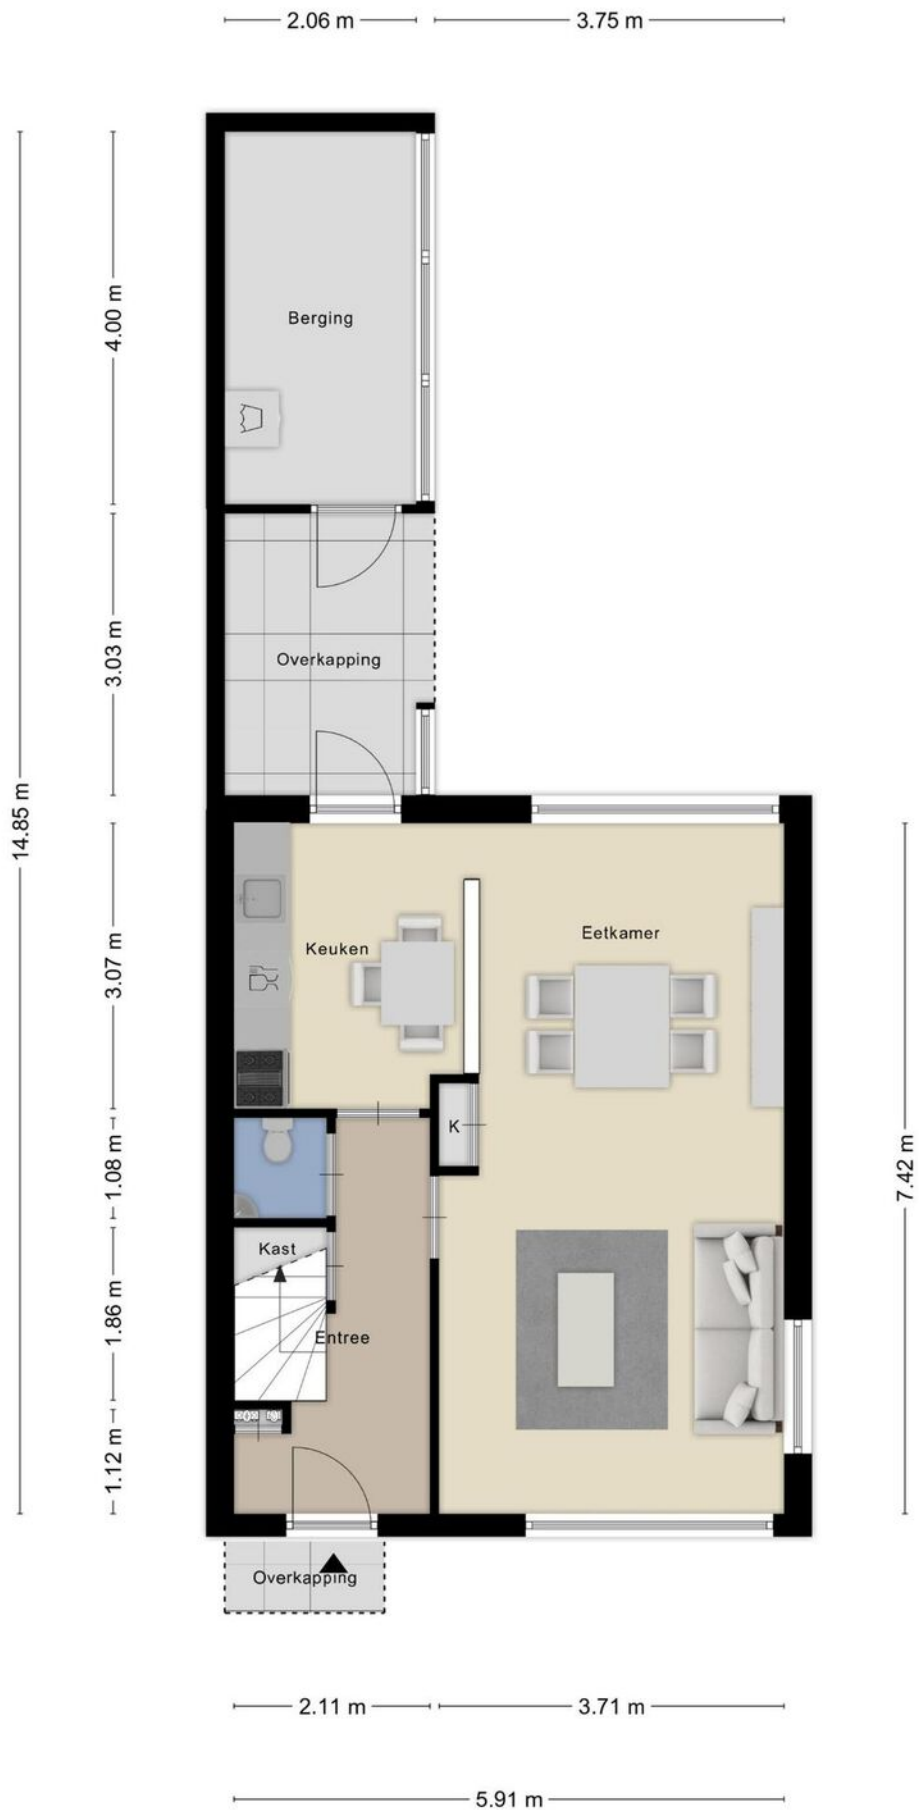 2.06 m
3.75 m
4.00 m
Berging
3.03 m
Overkapping
14.85 m
3.07 m
Keuken
Eetkamer
K
1.08 m
7.42 m
Kast
1.86 m
Entree
1.12 m
Overkapping
2.11 m
3.71 m
5.91 m